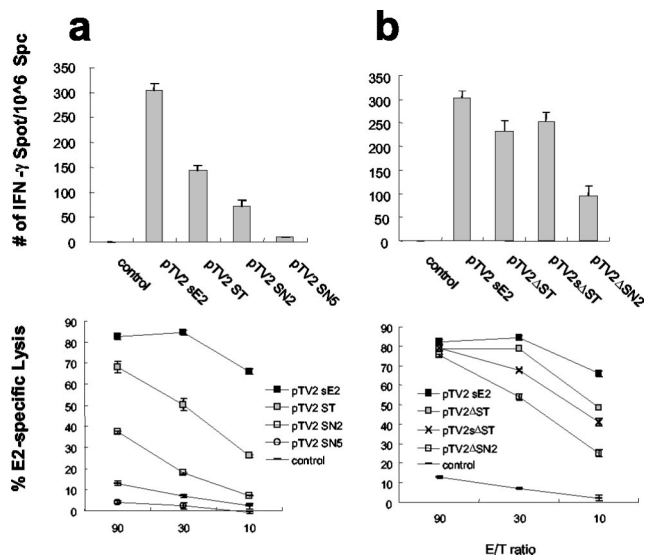 a
b
# of IFN -γ Spot/10^6 Spc
350
300
250
200
150
100
50
0
control
pTV2 sE2
pTV2 ST
pTV2 SN2
pTV2 SN5
350
300
250
200
150
100
50
0
control
pTV2 sE2
pTV2ΔST
pTV2sΔST
pTV2ΔSN2
% E2-specific Lysis
90
80
70
60
50
40
30
20
10
0
90
30
10
pTV2 sE2
pTV2 ST
pTV2 SN2
pTV2 SN5
control
90
80
70
60
50
40
30
20
10
0
pTV2 sE2
pTV2ΔST
pTV2sΔST
pTV2ΔSN2
control
90
30
10
E/T ratio